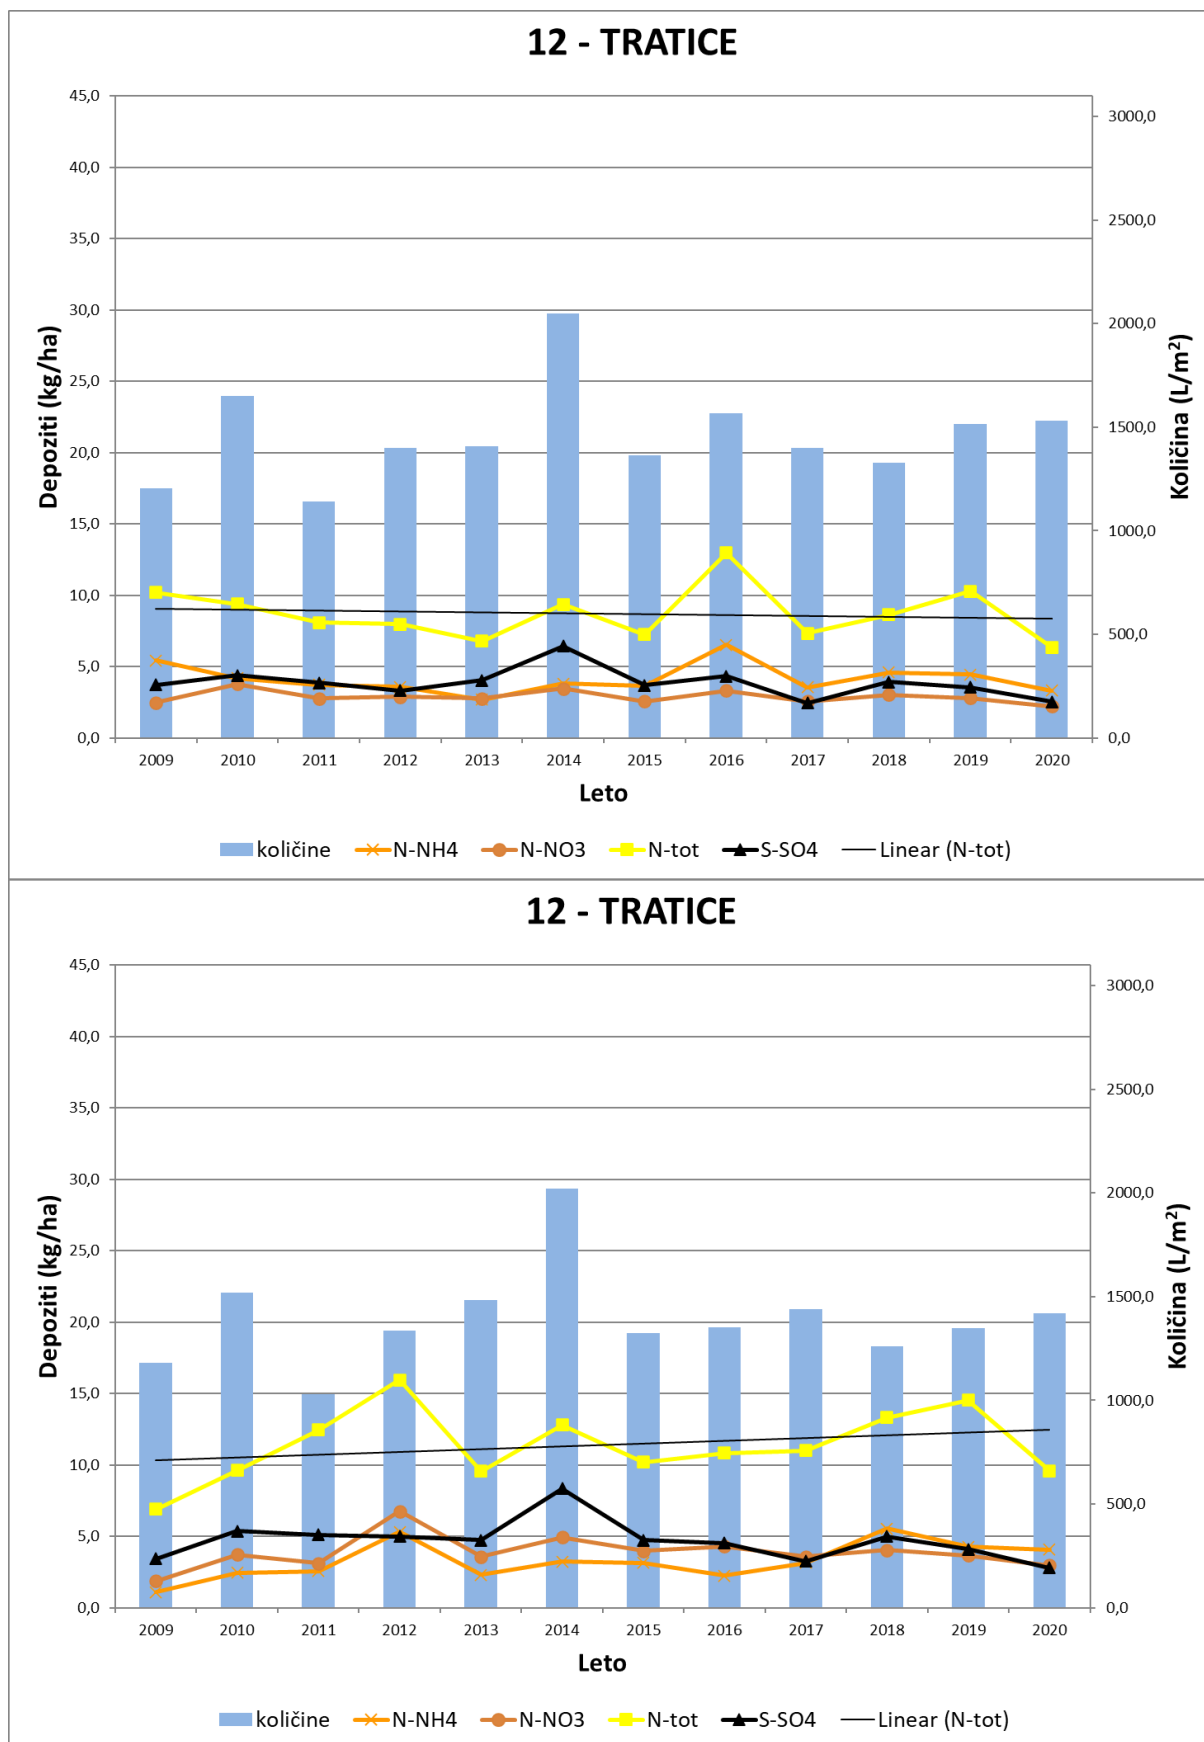 12 - TRATICE
45,0
40,0
35,0
30,0
25,0
20,0
15,0
10,0
5,0
0,0
Depoziti (kg/ha)
3000,0
2500,0
2000,0
1500,0
1000,0
500,0
0,0
Količina (L/m²)
2009 2010 2011 2012 2013 2014 2015 2016 2017 2018 2019 2020
Leto
količine N-NH4 N-NO3 N-tot S-SO4 Linear (N-tot)
12 - TRATICE
45,0
40,0
35,0
30,0
25,0
20,0
15,0
10,0
5,0
0,0
Depoziti (kg/ha)
3000,0
2500,0
2000,0
1500,0
1000,0
500,0
0,0
Količina (L/m²)
2009 2010 2011 2012 2013 2014 2015 2016 2017 2018 2019 2020
Leto
količine N-NH4 N-NO3 N-tot S-SO4 Linear (N-tot)